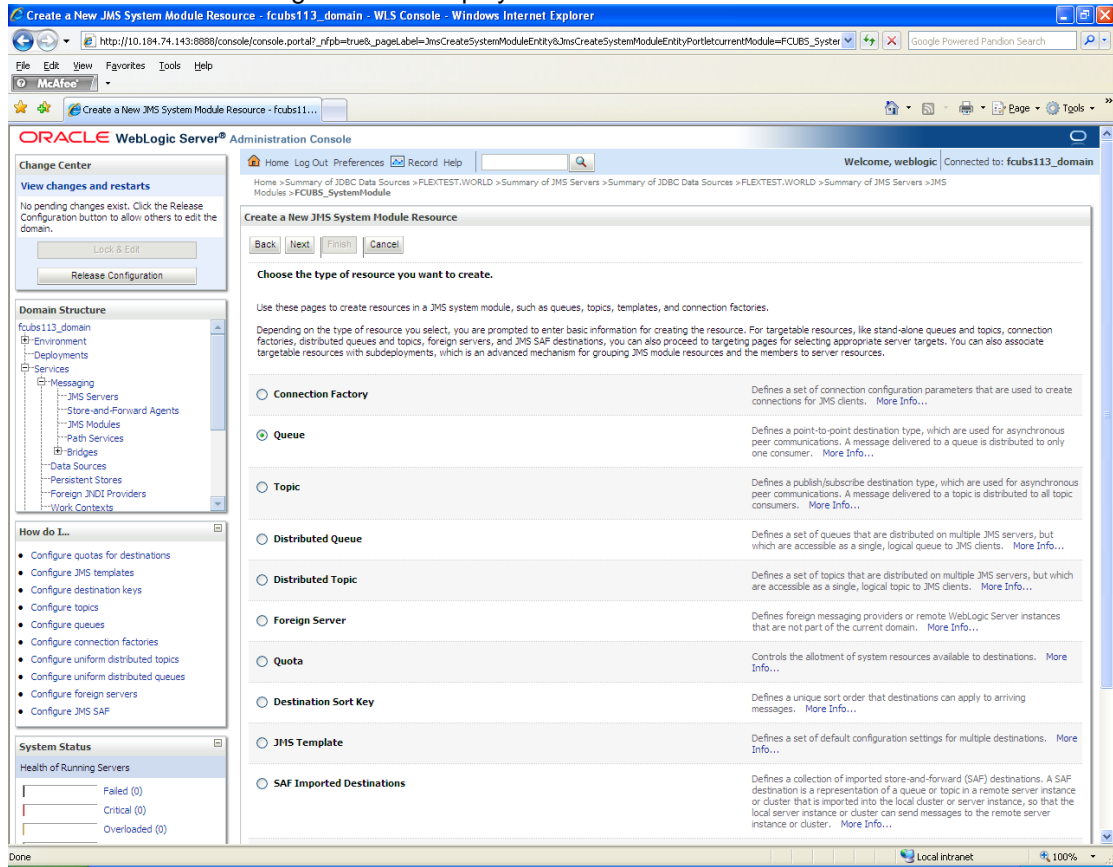 Create a New JMS System Module Resource - fcubs113_domain - WLS Console - Windows Internet Explorer
http://10.184.74.143:8888/console/console.portal?_nfpb=true&_pageLabel=JmsCreateSystemModuleEntity&JmsCreateSystemModuleEntityPortletcurrentModule=FCUBS_Syster
Google Powered Pandion Search
File Edit View Favorites Tools Help
McAfee
Create a New JMS System Module Resource - fcubs11...
Page Tools
ORACLE WebLogic Server® Administration Console
Change Center
View changes and restarts
No pending changes exist. Click the Release
Configuration button to allow others to edit the
domain.
Lock & Edit
Release Configuration
Domain Structure
fcubs113_domain
Environment
Deployments
Services
Messaging
JMS Servers
Store-and-Forward Agents
JMS Modules
Path Services
Bridges
Data Sources
Persistent Stores
Foreign JNDI Providers
Work Contexts
How do I...
Configure quotas for destinations
Configure JMS templates
Configure destination keys
Configure topics
Configure queues
Configure connection factories
Configure uniform distributed topics
Configure uniform distributed queues
Configure foreign servers
Configure JMS SAF
System Status
Health of Running Servers
Failed (0)
Critical (0)
Overloaded (0)
Home Log Out Preferences Record Help
Welcome, weblogic Connected to: fcubs113_domain
Home >Summary of JDBC Data Sources >FLEXTEST.WORLD >Summary of JMS Servers >Summary of JDBC Data Sources >FLEXTEST.WORLD >Summary of JMS Servers >JMS
Modules >FCUBS_SystemModule
Create a New JMS System Module Resource
Back Next Finish Cancel
Choose the type of resource you want to create.
Use these pages to create resources in a JMS system module, such as queues, topics, templates, and connection factories.
Depending on the type of resource you select, you are prompted to enter basic information for creating the resource. For targetable resources, like stand-alone queues and topics, connection
factories, distributed queues and topics, foreign servers, and JMS SAF destinations, you can also proceed to targeting pages for selecting appropriate server targets. You can also associate
targetable resources with subdeployments, which is an advanced mechanism for grouping JMS module resources and the members to server resources.
Connection Factory
Defines a set of connection configuration parameters that are used to create
connections for JMS clients. More Info...
Queue
Defines a point-to-point destination type, which are used for asynchronous
peer communications. A message delivered to a queue is distributed to only
one consumer. More Info...
Topic
Defines a publish/subscribe destination type, which are used for asynchronous
peer communications. A message delivered to a topic is distributed to all topic
consumers. More Info...
Distributed Queue
Defines a set of queues that are distributed on multiple JMS servers, but
which are accessible as a single, logical queue to JMS clients. More Info...
Distributed Topic
Defines a set of topics that are distributed on multiple JMS servers, but which
are accessible as a single, logical topic to JMS clients. More Info...
Foreign Server
Defines foreign messaging providers or remote WebLogic Server instances
that are not part of the current domain. More Info...
Quota
Controls the allotment of system resources available to destinations. More
Info...
Destination Sort Key
Defines a unique sort order that destinations can apply to arriving
messages. More Info...
JMS Template
Defines a set of default configuration settings for multiple destinations. More
Info...
SAF Imported Destinations
Defines a collection of imported store-and-forward (SAF) destinations. A SAF
destination is a representation of a queue or topic in a remote server instance
or cluster that is imported into the local cluster or server instance, so that the
local server instance or cluster can send messages to the remote server
instance or cluster. More Info...
Done
Local intranet
100%